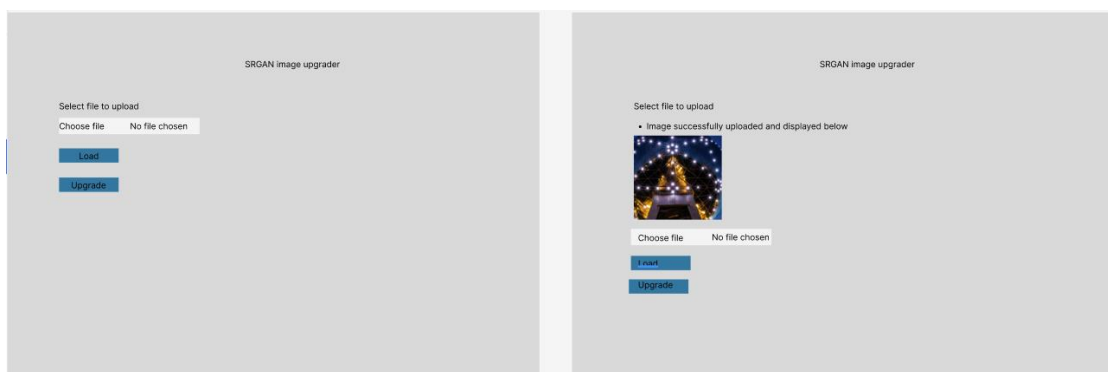 SRGAN image upgrader
Select file to upload
Choose file No file chosen
Load
Upgrade
SRGAN image upgrader
Select file to upload
• Image successfully uploaded and displayed below
Choose file No file chosen
Load
Upgrade